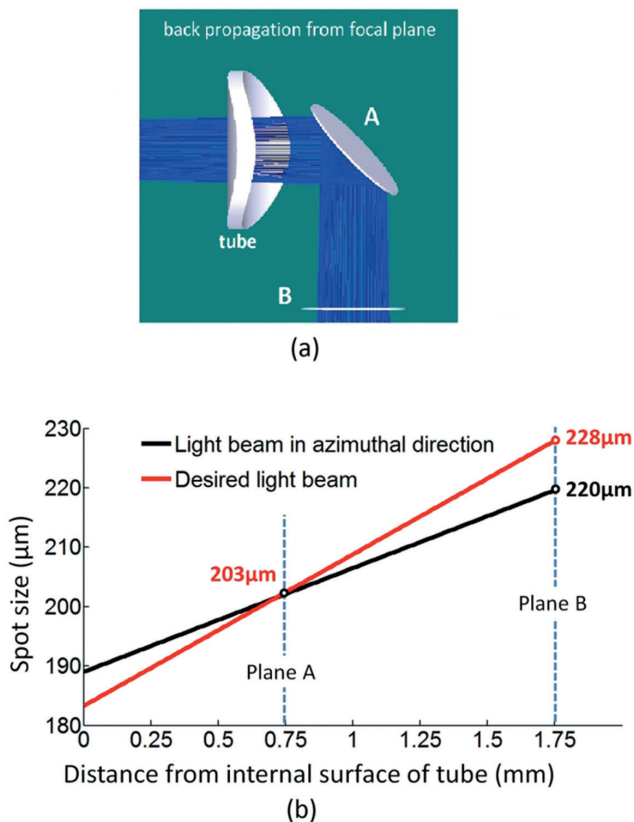 back propagation from focal plane
A
tube
B
(a)
230
220
210
200
190
180
Spot size (µm)
Light beam in azimuthal direction
Desired light beam
228µm
220µm
203µm
Plane A
Plane B
0 0.25 0.5 0.75 1 1.25 1.5 1.75
Distance from internal surface of tube (mm)
(b)